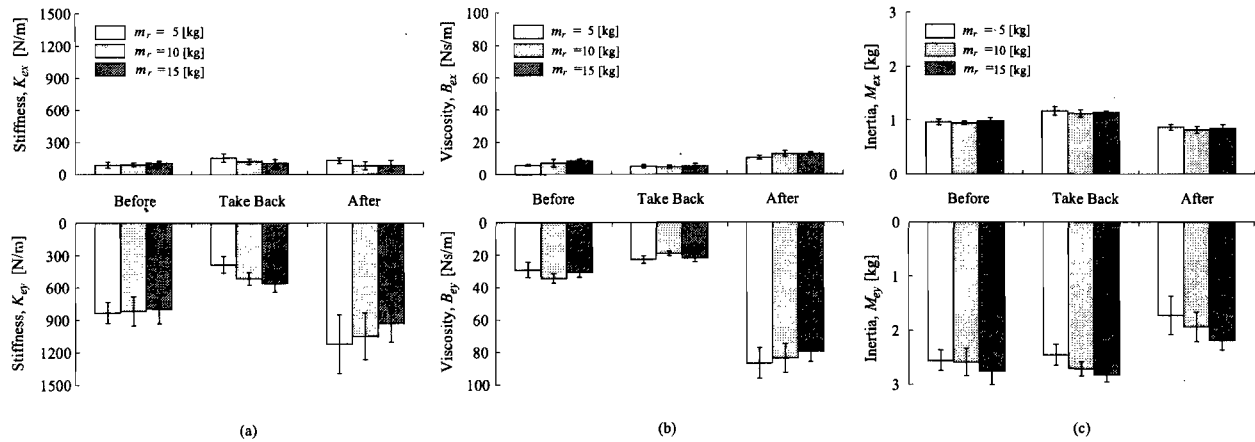 1500
1200
900
600
300
0
Stiffness, K_ex [N/m]
m_r = 5 [kg]
m_r =10 [kg]
m_r =15 [kg]
Before
Take Back
After
0
300
600
900
1200
1500
Stiffness, K_ey [N/m]
(a)
100
80
60
40
20
0
Viscosity, B_ex [Ns/m]
m_r = 5 [kg]
m_r =10 [kg]
m_r =15 [kg]
Before
Take Back
After
0
20
40
60
80
100
Viscosity, B_ey [Ns/m]
(b)
3
2
1
0
Inertia, M_ex [kg]
m_r = 5 [kg]
m_r =10 [kg]
m_r =15 [kg]
Before
Take Back
After
0
1
2
3
Inertia, M_ey [kg]
(c)